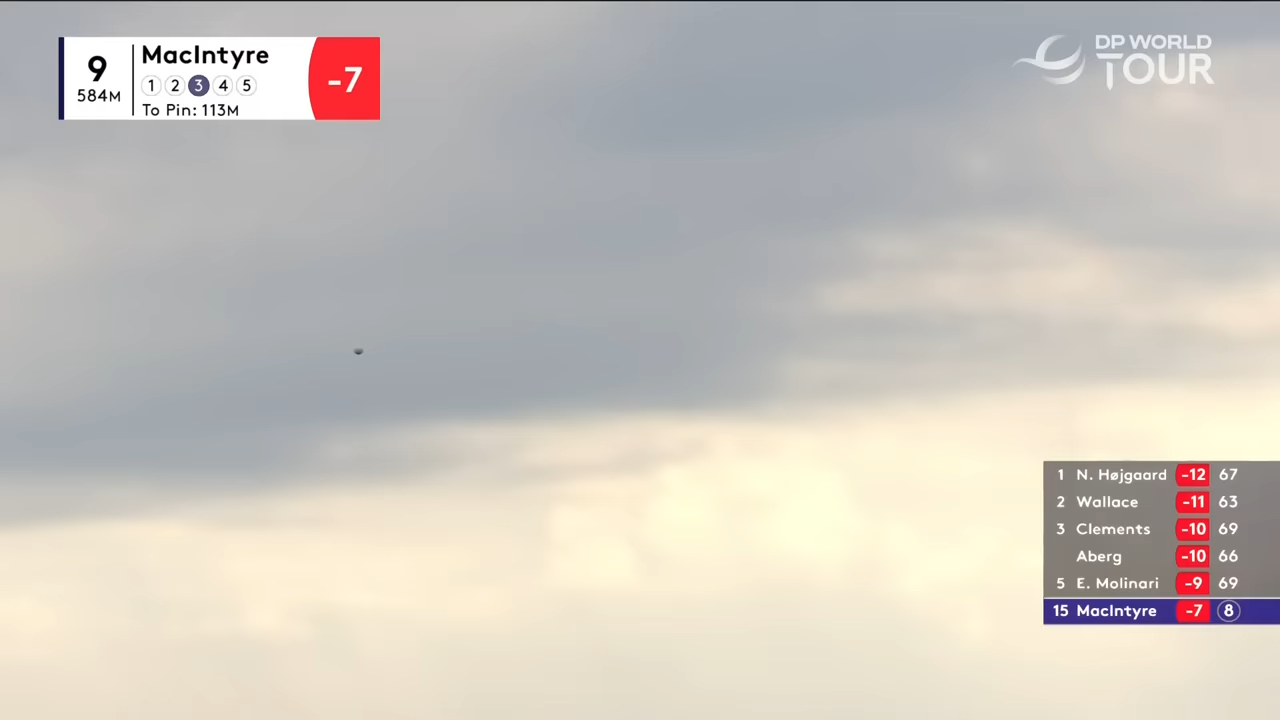 9
584M
MacIntyre
1 2 3 4 5
To Pin: 113M
-7
DP WORLD
TOUR
1 N. Højgaard -12 67
2 Wallace -11 63
3 Clements -10 69
Aberg -10 66
5 E. Molinari -9 69
15 MacIntyre -7 8